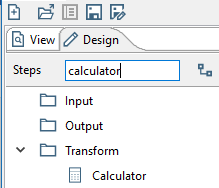 View Design
Steps calculator
Input
Output
Transform
Calculator